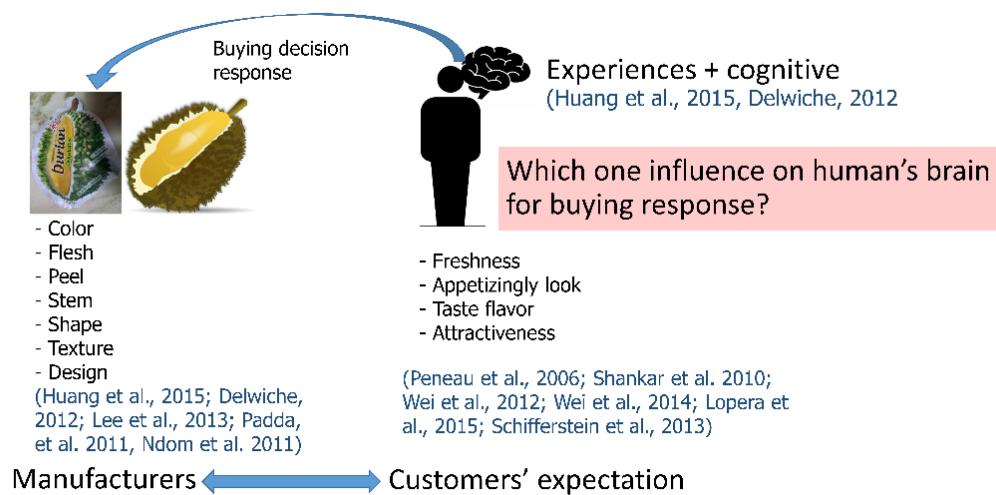 Buying decision
response
Experiences + cognitive
(Huang et al., 2015, Delwiche, 2012
Which one influence on human's brain
for buying response?
durian
- Color
- Flesh
- Peel
- Stem
- Shape
- Texture
- Design
(Huang et al., 2015; Delwiche,
2012; Lee et al., 2013; Padda,
et al. 2011, Ndom et al. 2011)
- Freshness
- Appetizingly look
- Taste flavor
- Attractiveness
(Peneau et al., 2006; Shankar et al. 2010;
Wei et al., 2012; Wei et al., 2014; Lopera et
al., 2015; Schifferstein et al., 2013)
Manufacturers
Customers' expectation